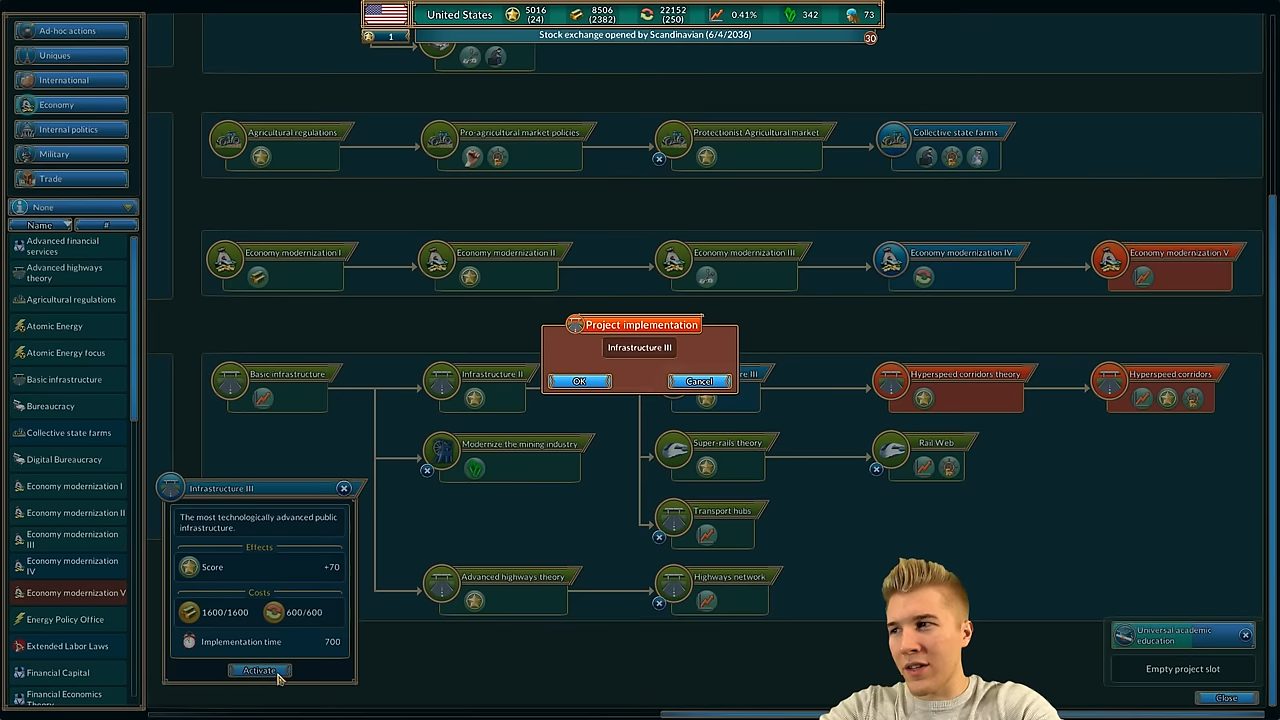 United States
5016
(24)
8506
(2382)
22152
(250)
0.41%
342
73
1
Stock exchange opened by Scandinavian (6/4/2036)
30
Ad-hoc actions
Uniques
International
Economy
Internal politics
Military
Trade
None
Name
#
Advanced financial
services
Advanced highways
theory
Agricultural regulations
Atomic Energy
Atomic Energy focus
Basic infrastructure
Bureaucracy
Collective state farms
Digital Bureaucracy
Economy modernization I
Economy modernization II
Economy modernization
III
Economy modernization
IV
Economy modernization V
Energy Policy Office
Extended Labor Laws
Financial Capital
Financial Economics
Theory
Agricultural regulations
Pro-agricultural market policies
Protectionist Agricultural market
Collective state farms
Economy modernization I
Economy modernization II
Economy modernization III
Economy modernization IV
Economy modernization V
Project implementation
Infrastructure III
OK
Cancel
Basic infrastructure
Infrastructure II
re III
Hyperspeed corridors theory
Hyperspeed corridors
Modernize the mining industry
Super-rails theory
Rail Web
Transport hubs
Advanced highways theory
Highways network
Infrastructure III
The most technologically advanced public
infrastructure.
Effects
Score
+70
Costs
1600/1600
600/600
Implementation time
700
Activate
Universal academic
education
Empty project slot
Close